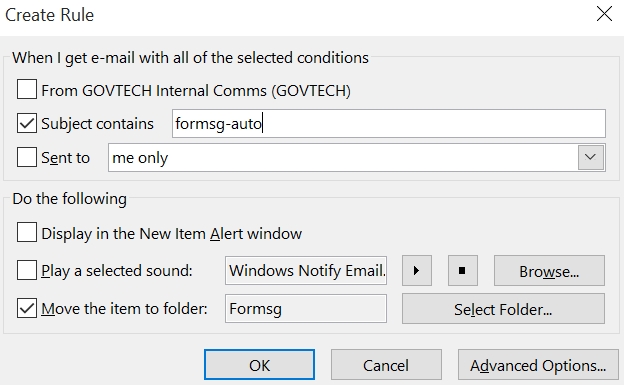 Create Rule
When I get e-mail with all of the selected conditions
From GOVTECH Internal Comms (GOVTECH)
Subject contains formsg-auto
Sent to me only
Do the following
Display in the New Item Alert window
Play a selected sound: Windows Notify Email. Browse...
Move the item to folder: Formsg Select Folder...
OK Cancel Advanced Options...